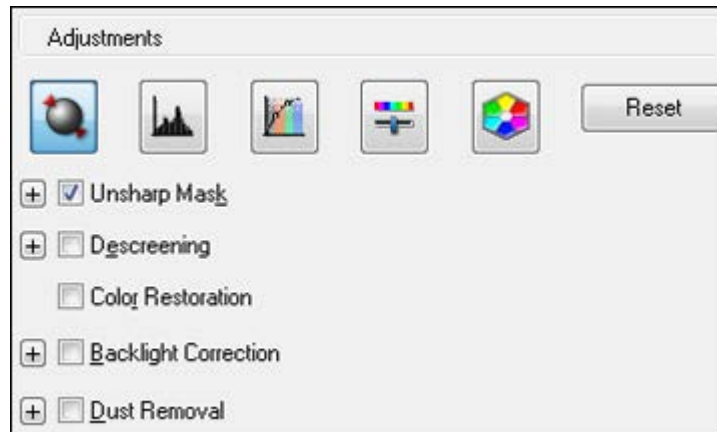 Adjustments
Reset
Unsharp Mask
Descreening
Color Restoration
Backlight Correction
Dust Removal